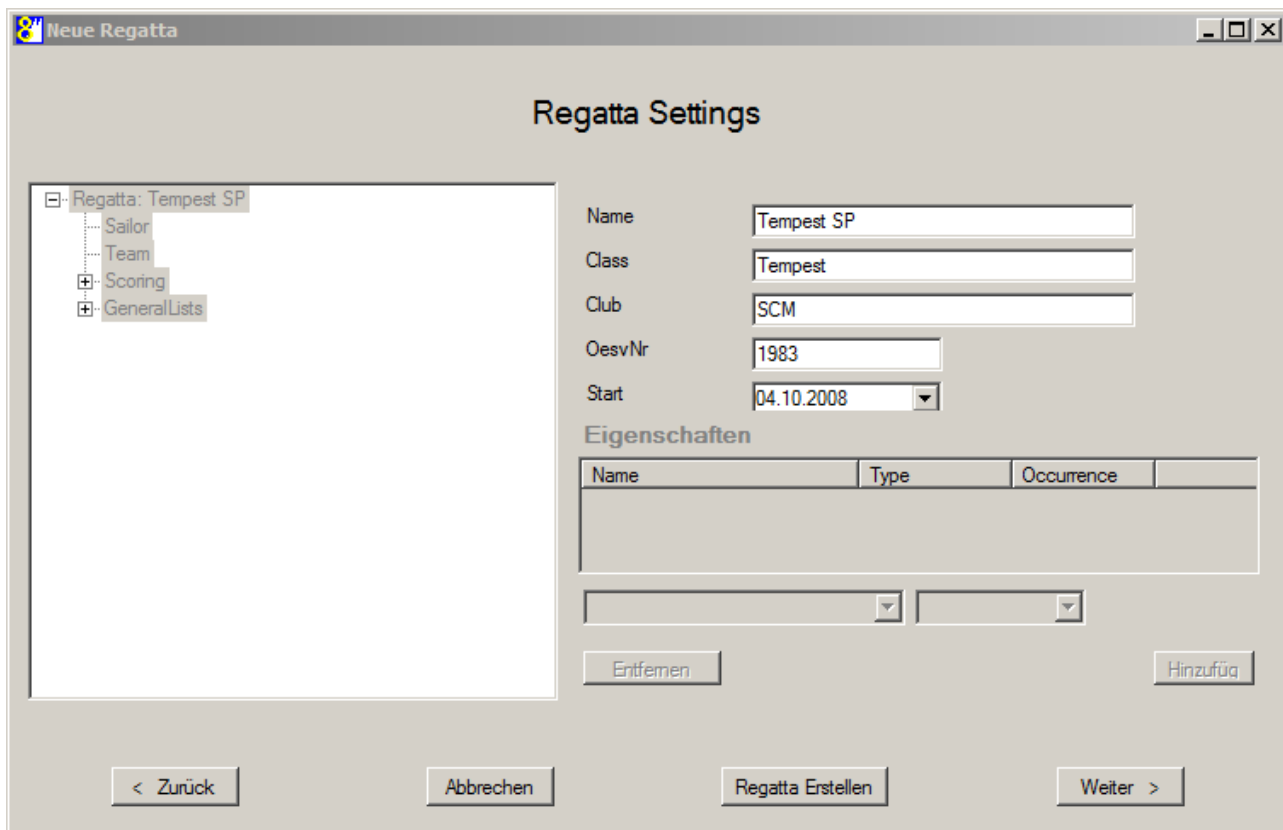 Neue Regatta
Regatta Settings
Regatta: Tempest SP
Sailor
Team
Scoring
GeneralLists
Name Tempest SP
Class Tempest
Club SCM
OesvNr 1983
Start 04.10.2008
Eigenschaften
Name Type Occurrence
Entfernen Hinzufüg
< Zurück Abbrechen Regatta Erstellen Weiter >